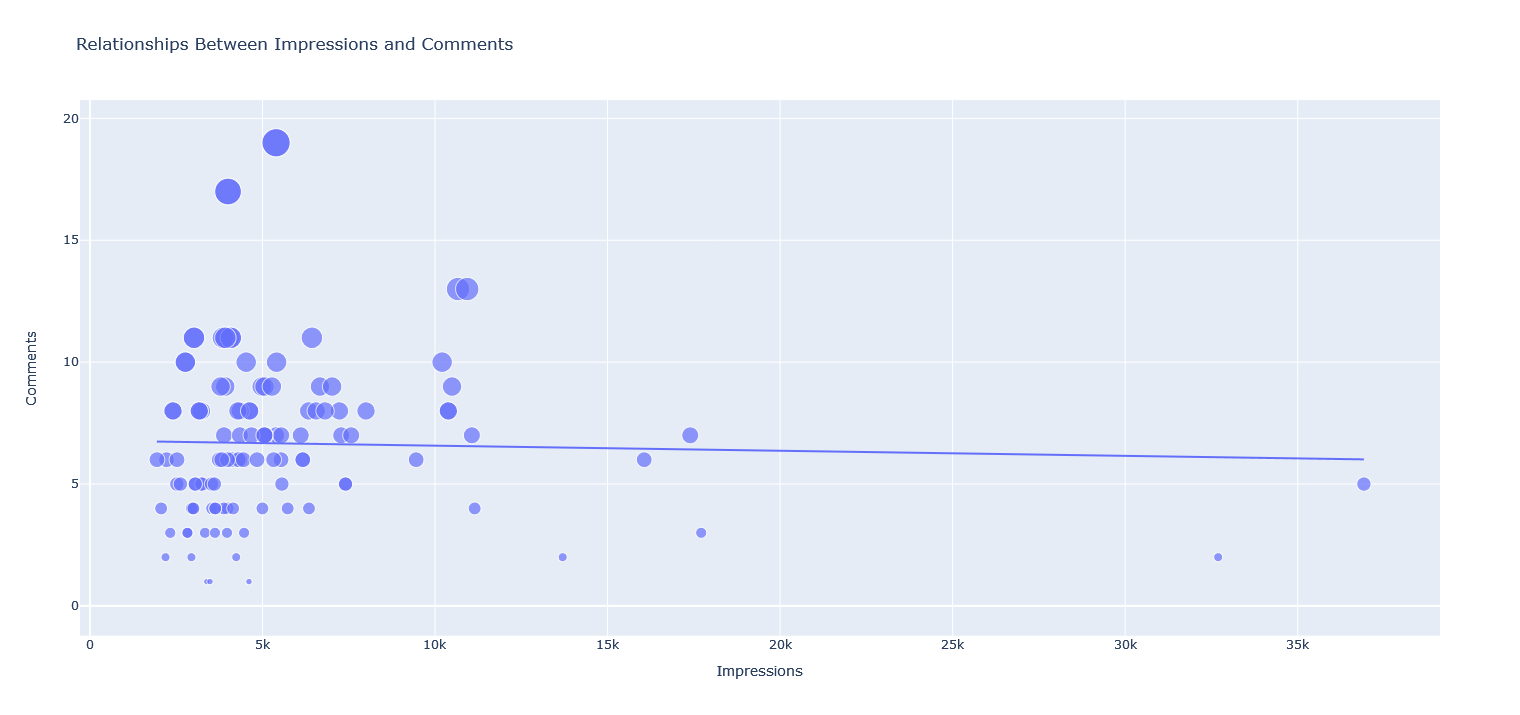 Relationships Between Impressions and Comments
20
15
10
5
0
Comments
0 5k 10k 15k 20k 25k 30k 35k
Impressions